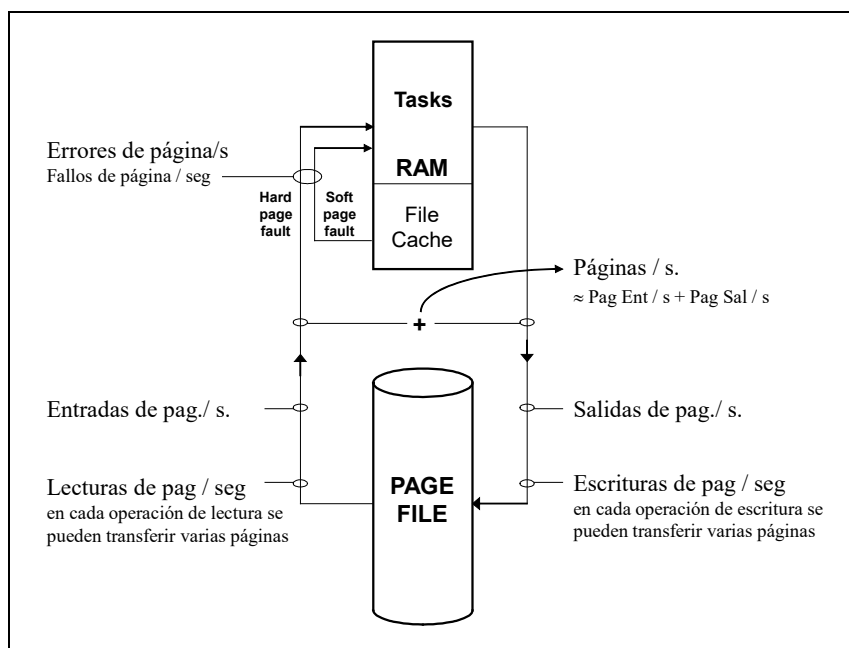 Tasks
RAM
File
Cache
Errores de página/s
Fallos de página / seg
Hard
page
fault
Soft
page
fault
Páginas / s.
≈ Pag Ent / s + Pag Sal / s
+
Entradas de pag./ s.
Salidas de pag./ s.
Lecturas de pag / seg
en cada operación de lectura se
pueden transferir varias páginas
PAGE
FILE
Escrituras de pag / seg
en cada operación de escritura se
pueden transferir varias páginas